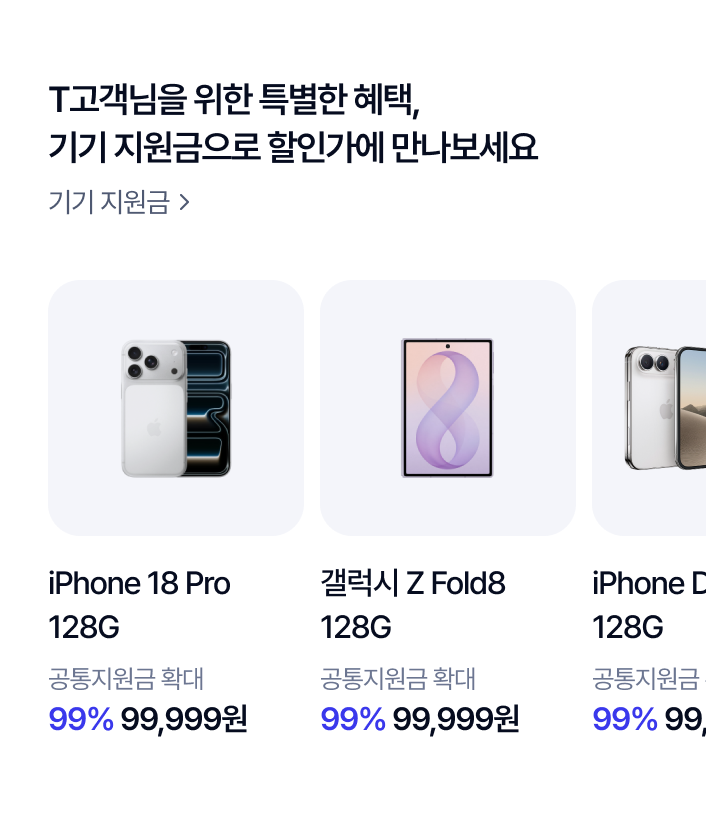 T고객님을 위한 특별한 혜택,
기기 지원금으로 할인가에 만나보세요
기기 지원금
iPhone 18 Pro
128G
공통지원금 확대
99% 99,999원
갤럭시 Z Fold8
128G
공통지원금 확대
99% 99,999원
iPhone
128G
공통지원금
99% 99,